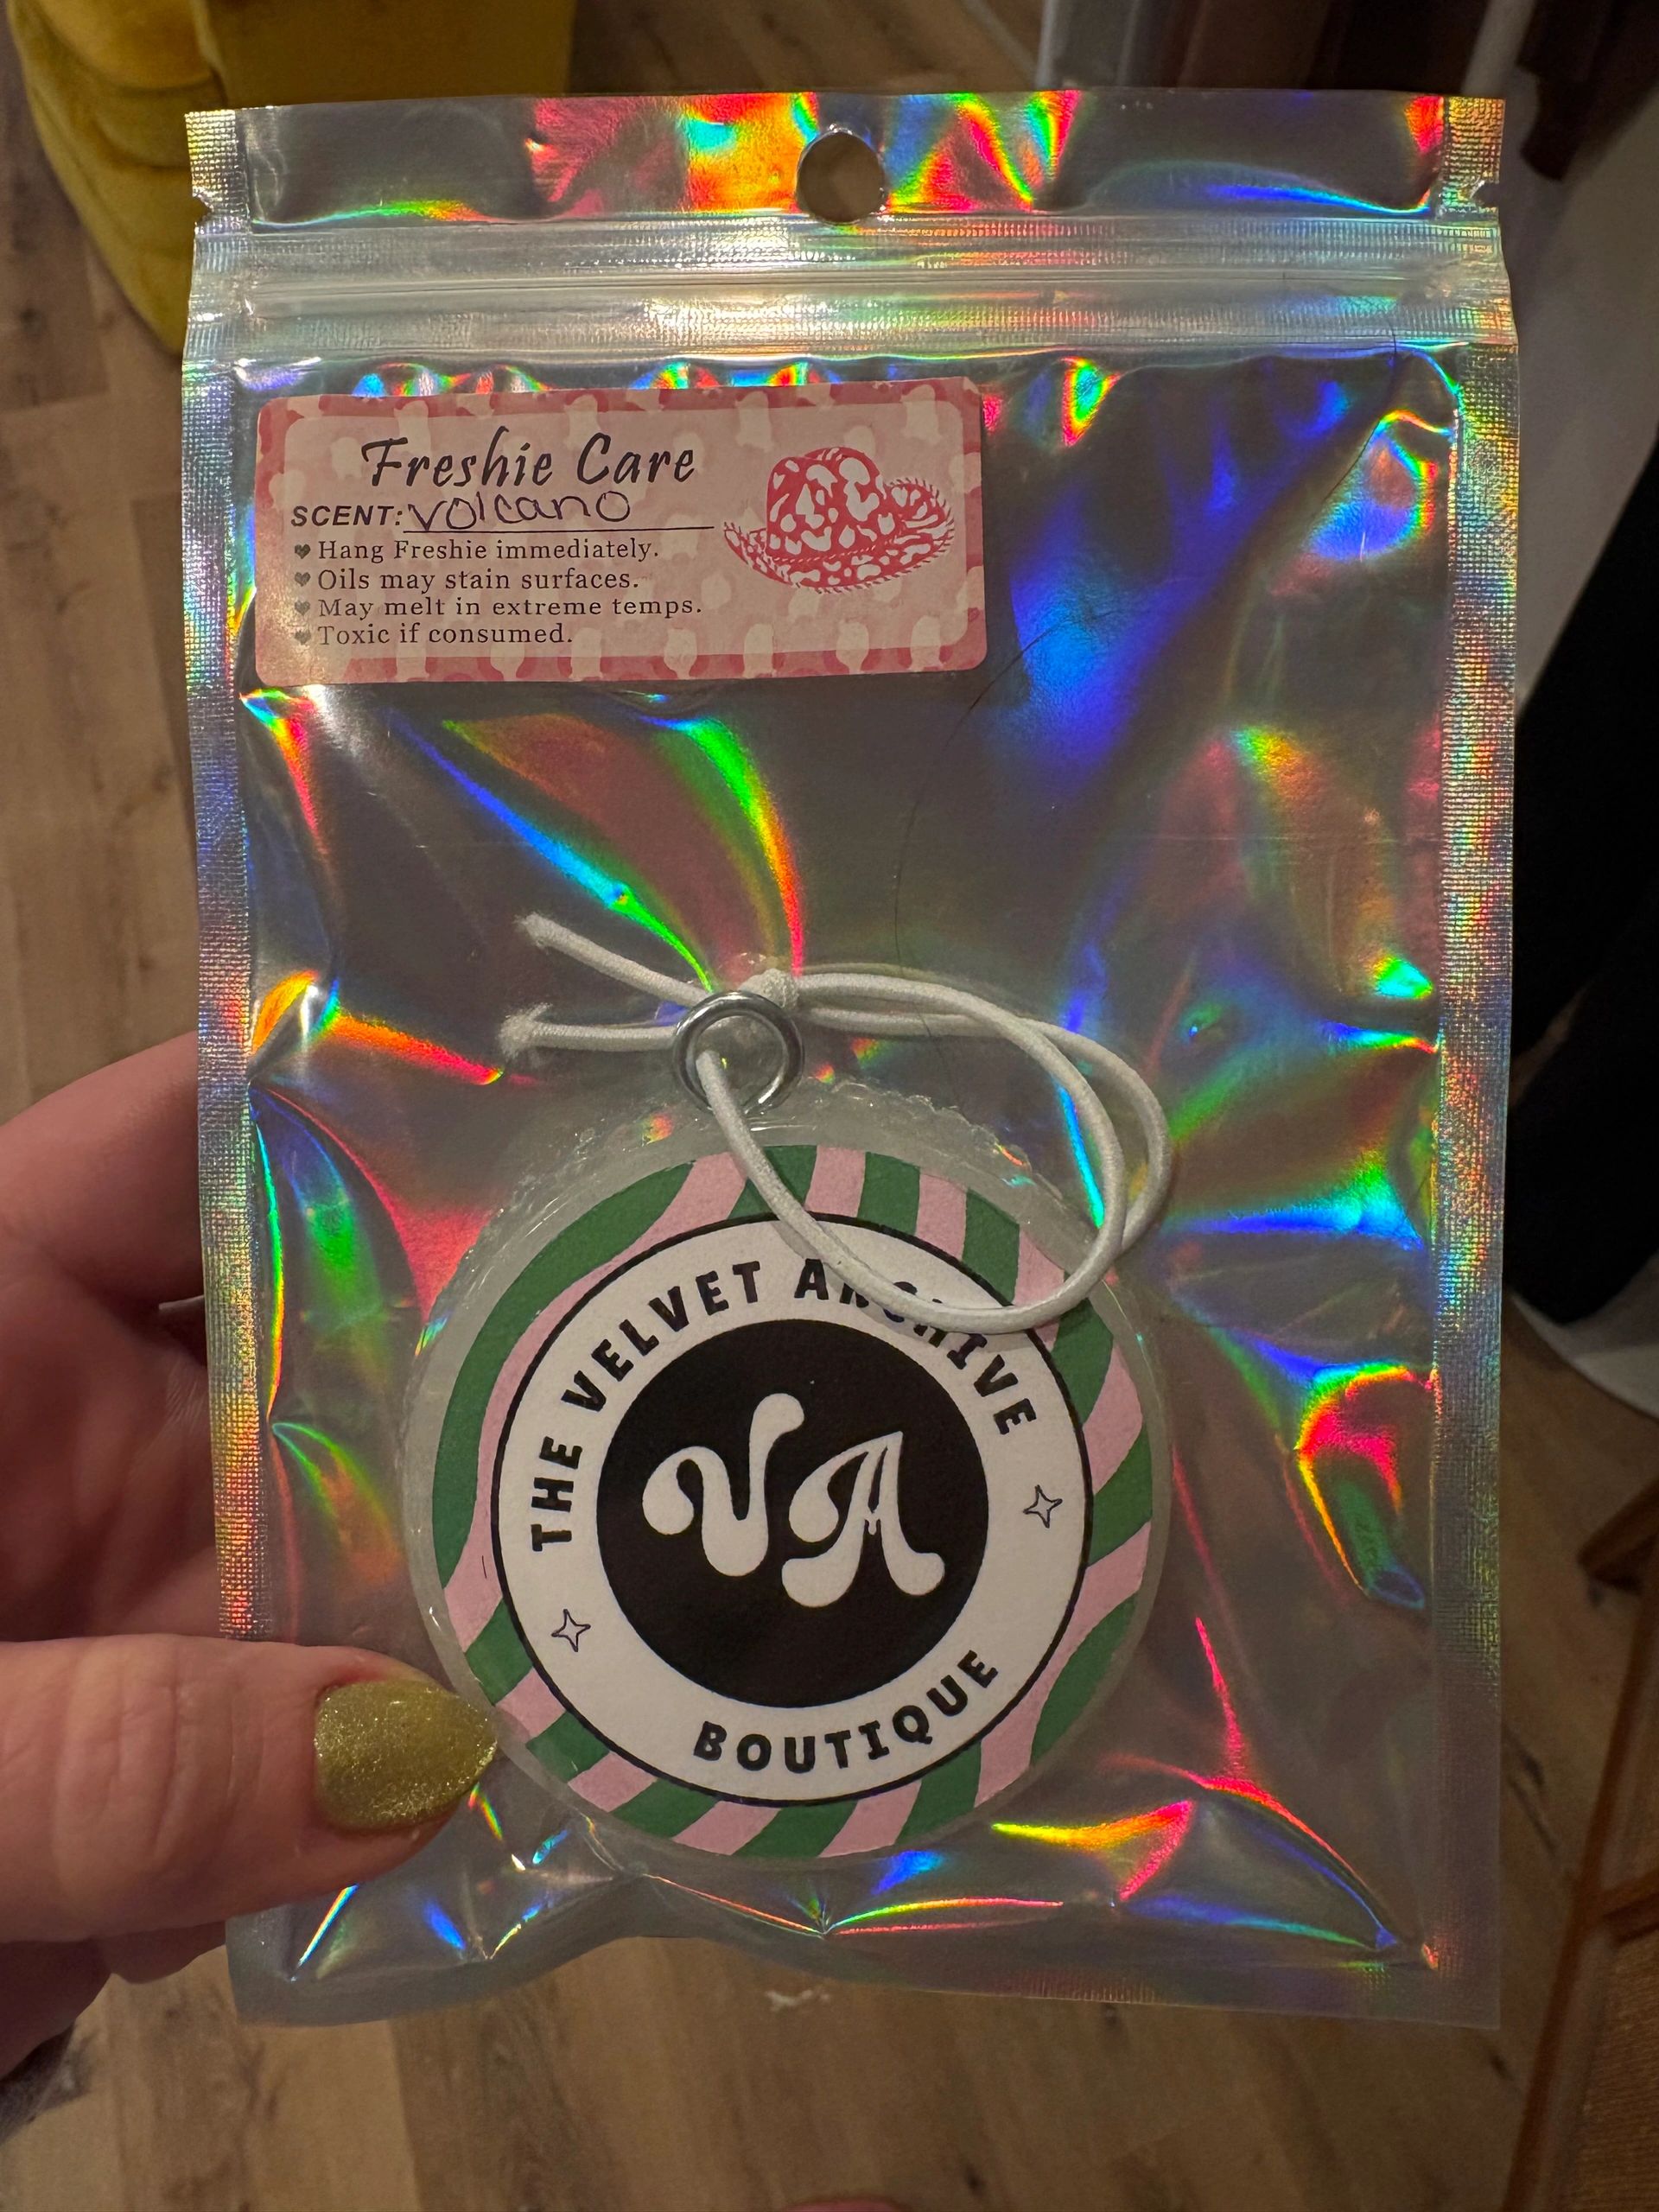 Freshie Care
SCENT: Volcano
Hang Freshie immediately.
Oils may stain surfaces.
May melt in extreme temps.
Toxic if consumed.
THE VELVET ARCHIVE
VA
BOUTIQUE